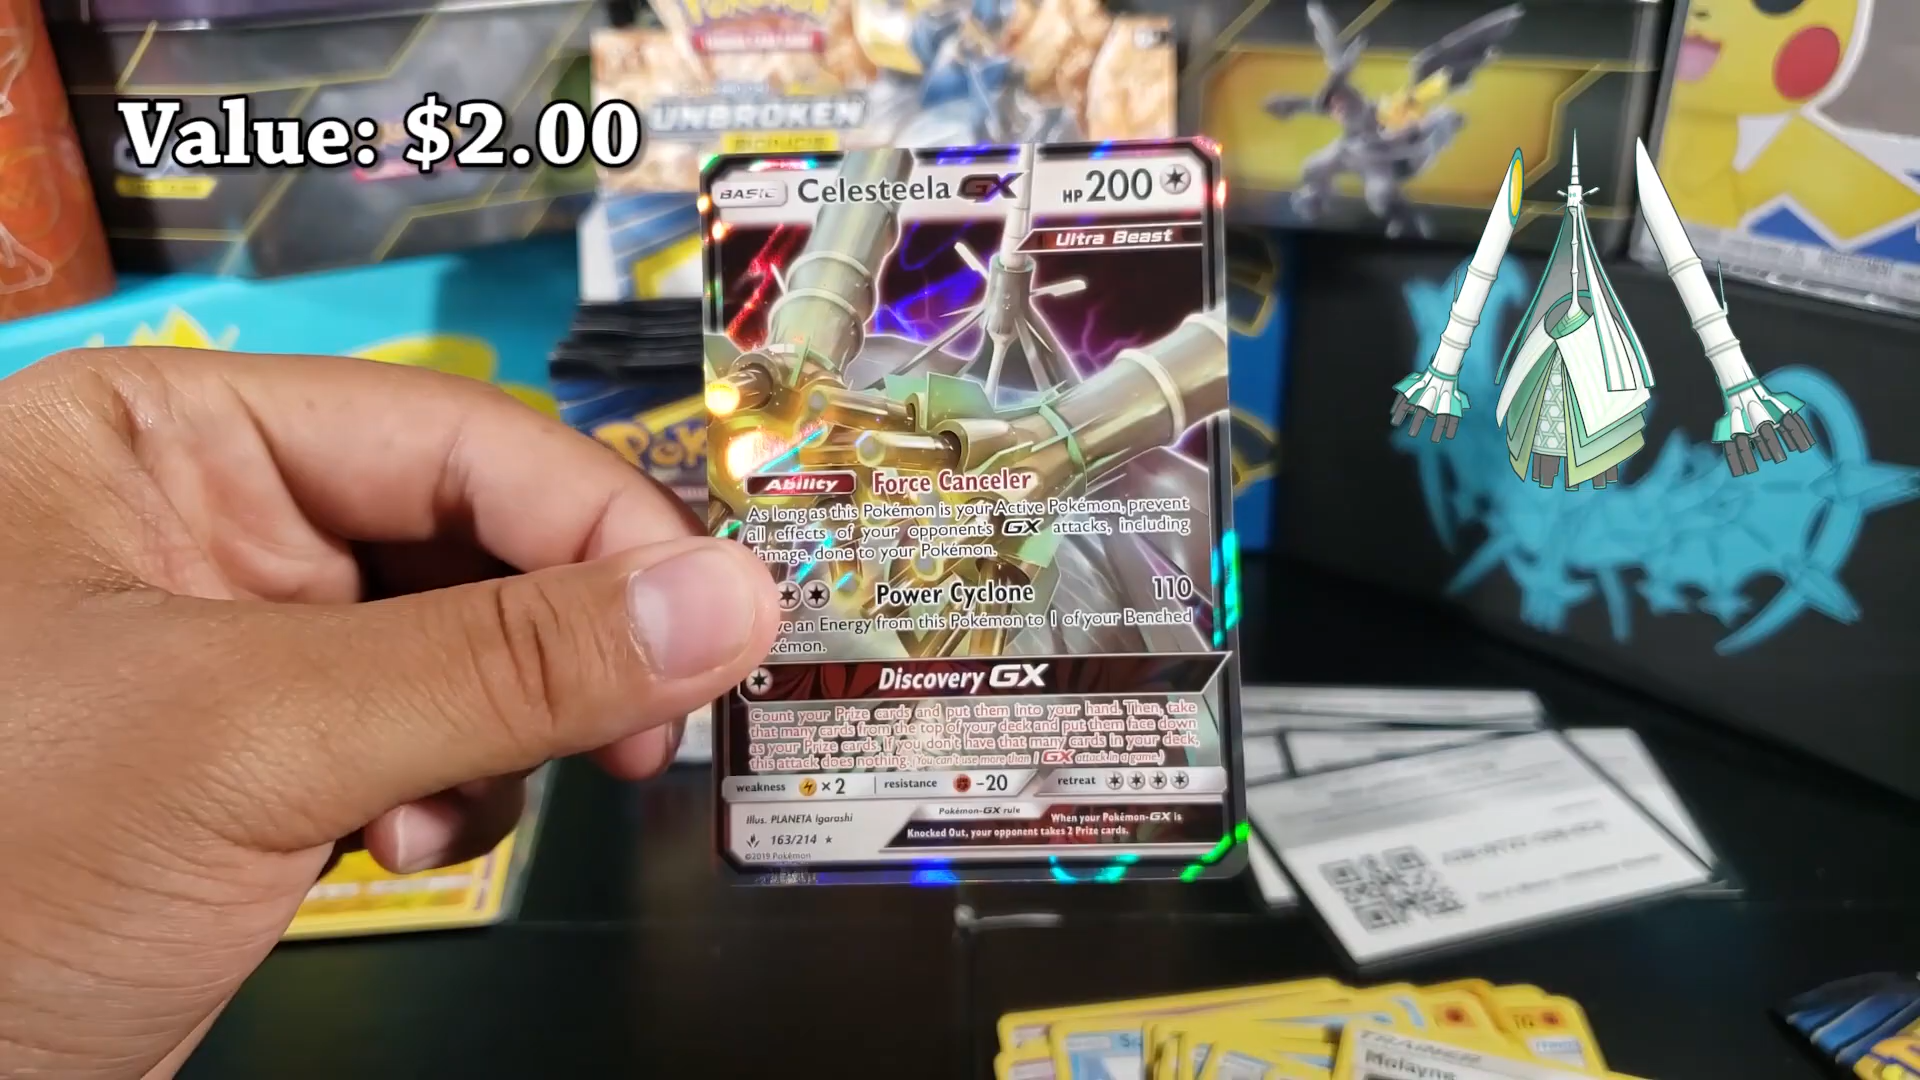 Value: $2.00
UNBROKEN
BASIC Celesteela GX HP 200
Ultra Beast
Ability Force Canceler
As long as this Pokémon is your Active Pokémon, prevent
all effects of your opponent's GX attacks, including
damage, done to your Pokémon.
Power Cyclone 110
ve an Energy from this Pokémon to 1 of your Benched
kémon.
Discovery GX
Count your Prize cards and put them into your hand. Then, take
that many cards from the top of your deck and put them face down
as your Prize cards. If you don't have that many cards in your deck,
this attack does nothing. (You can't use more than 1 GX attack in a game.)
weakness ×2 resistance -20 retreat
Illus. PLANETA Igarashi
Pokémon-GX rule
When your Pokémon-GX is
Knocked Out, your opponent takes 2 Prize cards.
163/214
©2019 Pokémon
TRAINER
Molayne